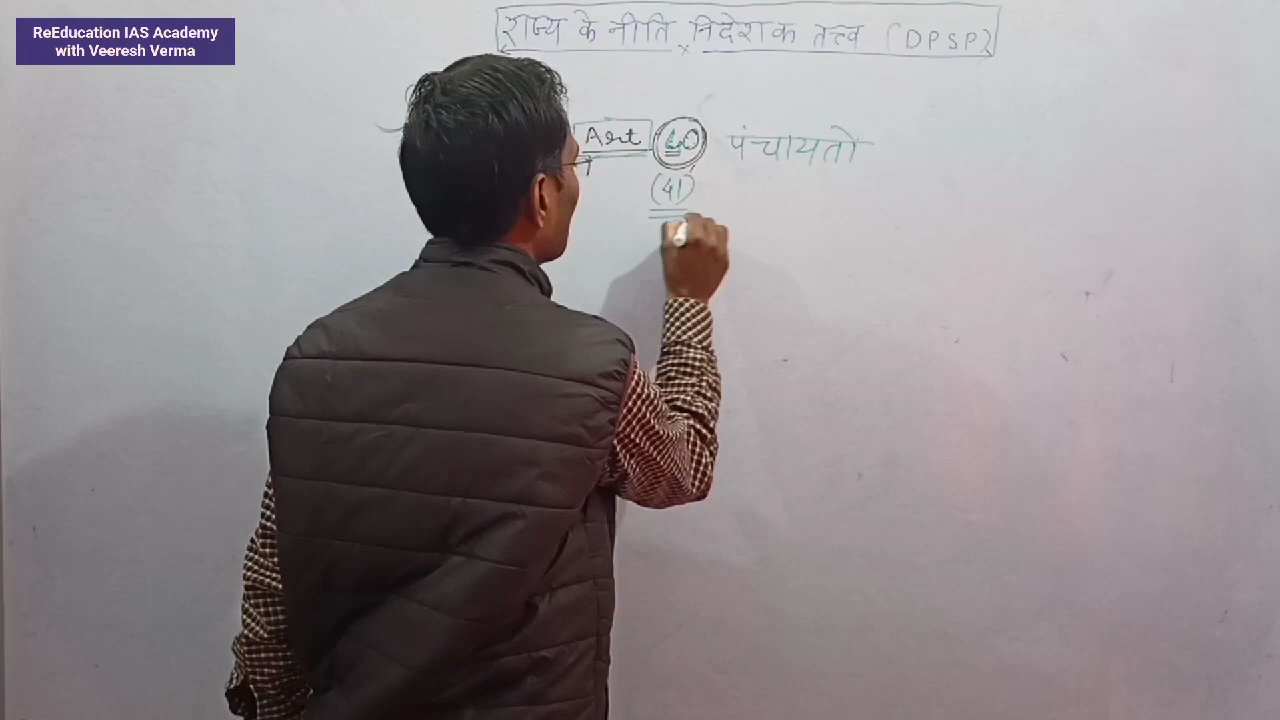 ReEducation IAS Academy
with Veeresh Verma
राज्य के नीति निदेशक तत्त्व (DPSP)
Art 40 पंचायतो
(41)